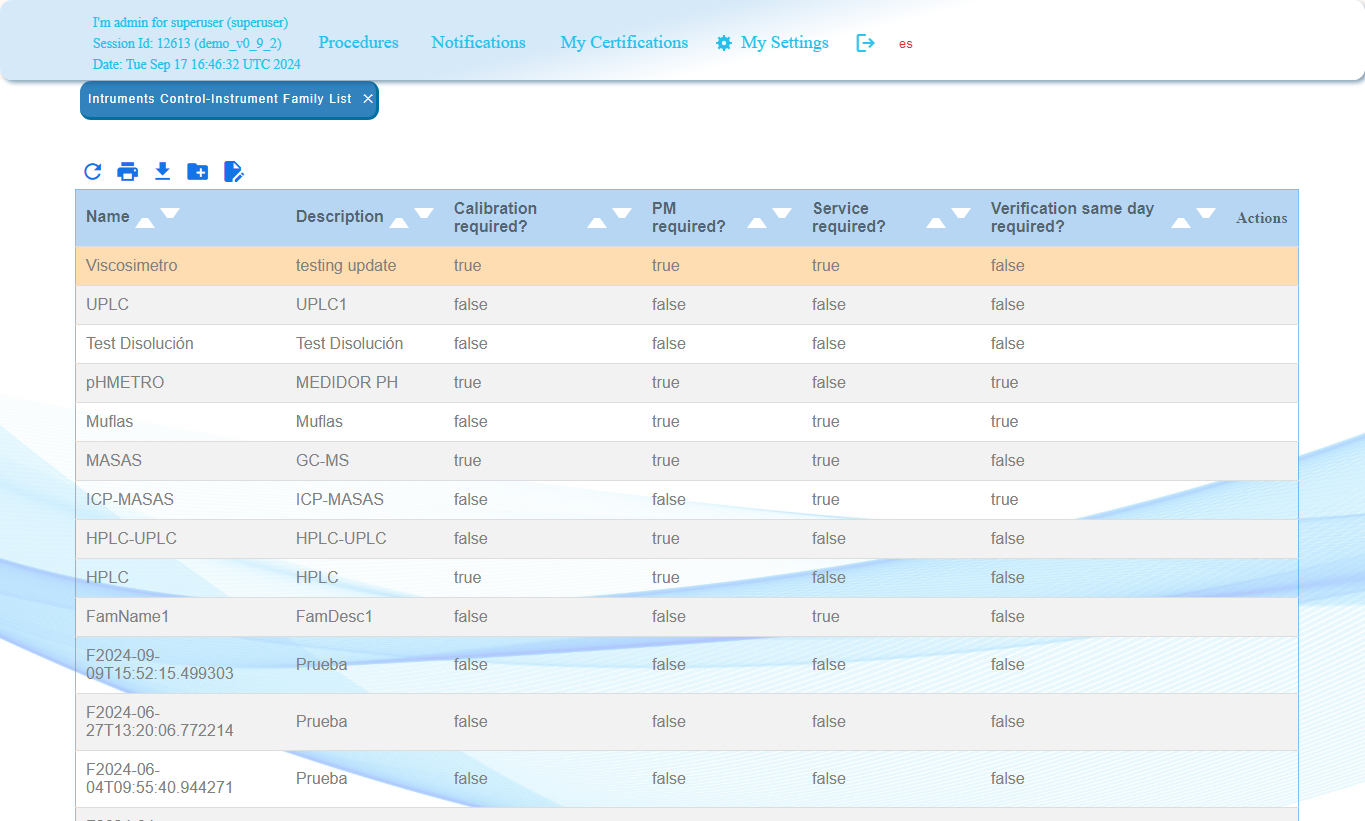 I'm admin for superuser (superuser)
Session Id: 12613 (demo_v0_9_2)
Date: Tue Sep 17 16:46:32 UTC 2024
Procedures Notifications My Certifications My Settings es
Intruments Control-Instrument Family List ×
Name Description Calibration required? PM required? Service required? Verification same day required? Actions
Viscosimetro testing update true true true false
UPLC UPLC1 false false false false
Test Disolución Test Disolución false false false false
pHMETRO MEDIDOR PH true true false true
Muflas Muflas false true true true
MASAS GC-MS true true true false
ICP-MASAS ICP-MASAS false false true true
HPLC-UPLC HPLC-UPLC false true false false
HPLC HPLC true true false false
FamName1 FamDesc1 false false true false
F2024-09-
09T15:52:15.499303 Prueba false false false false
F2024-06-
27T13:20:06.772214 Prueba false false false false
F2024-06-
04T09:55:40.944271 Prueba false false false false